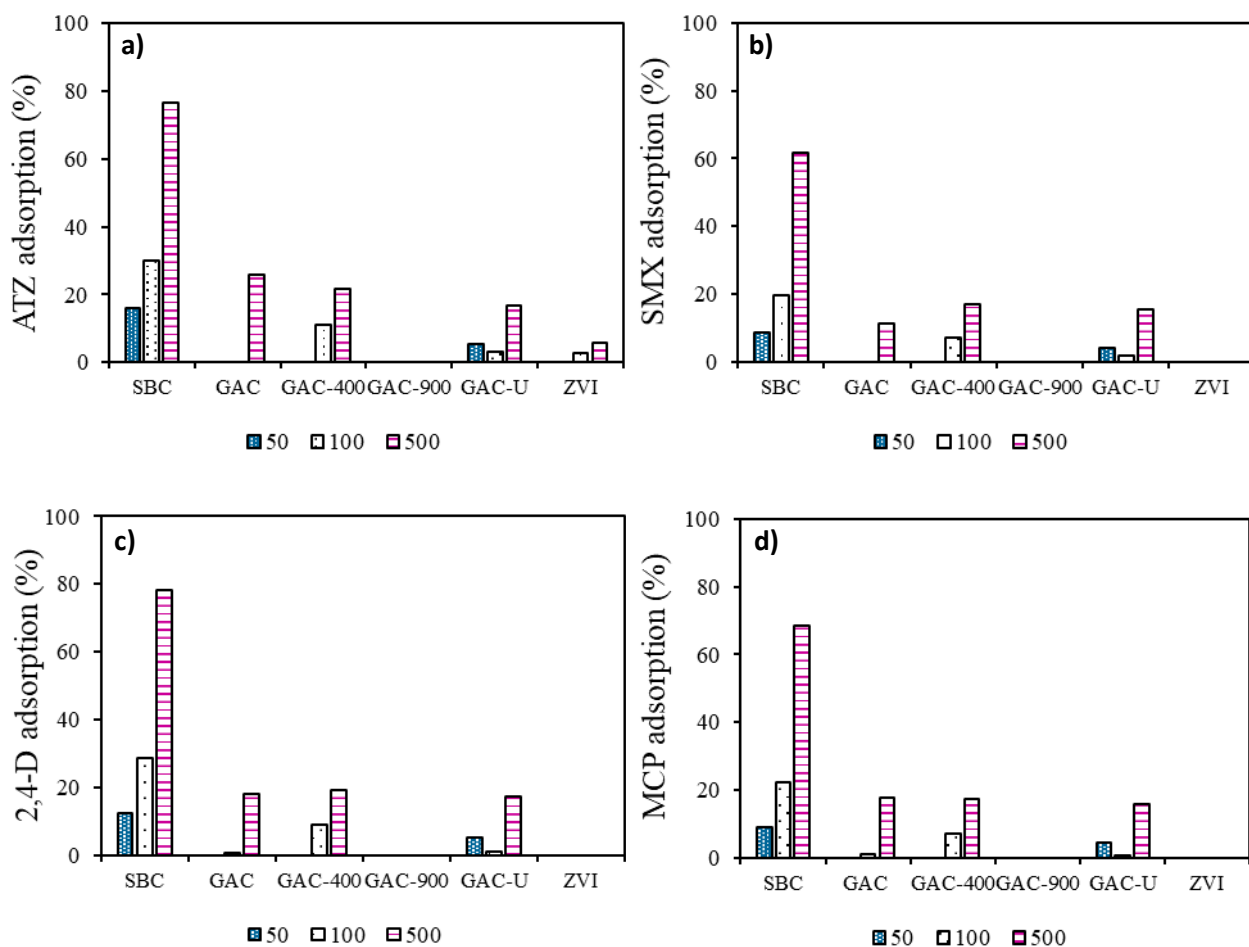 a)
ATZ adsorption (%)
100
80
60
40
20
0
SBC GAC GAC-400 GAC-900 GAC-U ZVI
50 100 500
b)
SMX adsorption (%)
100
80
60
40
20
0
SBC GAC GAC-400 GAC-900 GAC-U ZVI
50 100 500
c)
2,4-D adsorption (%)
100
80
60
40
20
0
SBC GAC GAC-400 GAC-900 GAC-U ZVI
50 100 500
d)
MCP adsorption (%)
100
80
60
40
20
0
SBC GAC GAC-400 GAC-900 GAC-U ZVI
50 100 500